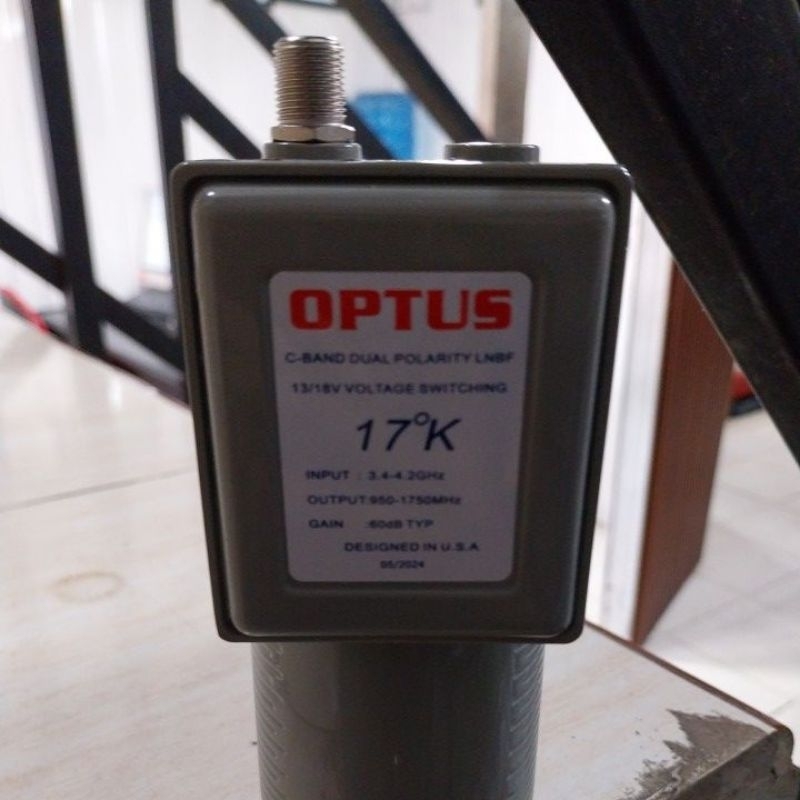 OPTUS
C-BAND DUAL POLARITY LNBF
13/18V VOLTAGE SWITCHING
17°K
INPUT : 3.4-4.2GHz
OUTPUT:950-1750MHz
GAIN :60dB TYP
DESIGNED IN U.S.A
05/2024